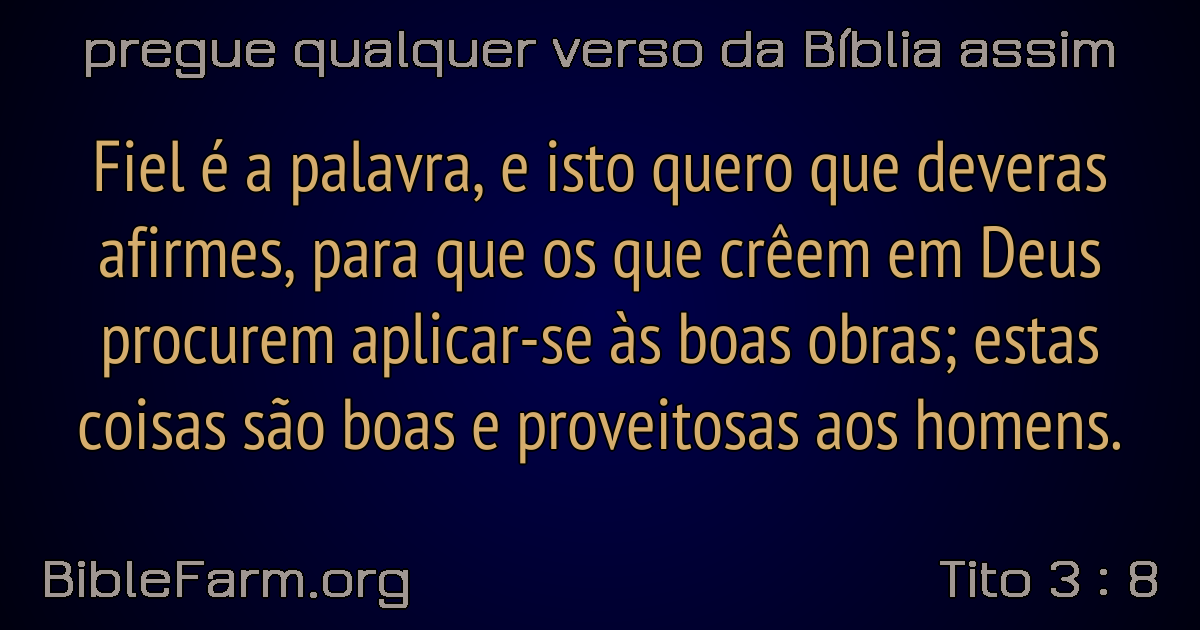 pregue qualquer verso da Bíblia assim
Fiel é a palavra, e isto quero que deveras
afirmes, para que os que crêem em Deus
procurem aplicar-se às boas obras; estas
coisas são boas e proveitosas aos homens.
BibleFarm.org
Tito 3 : 8